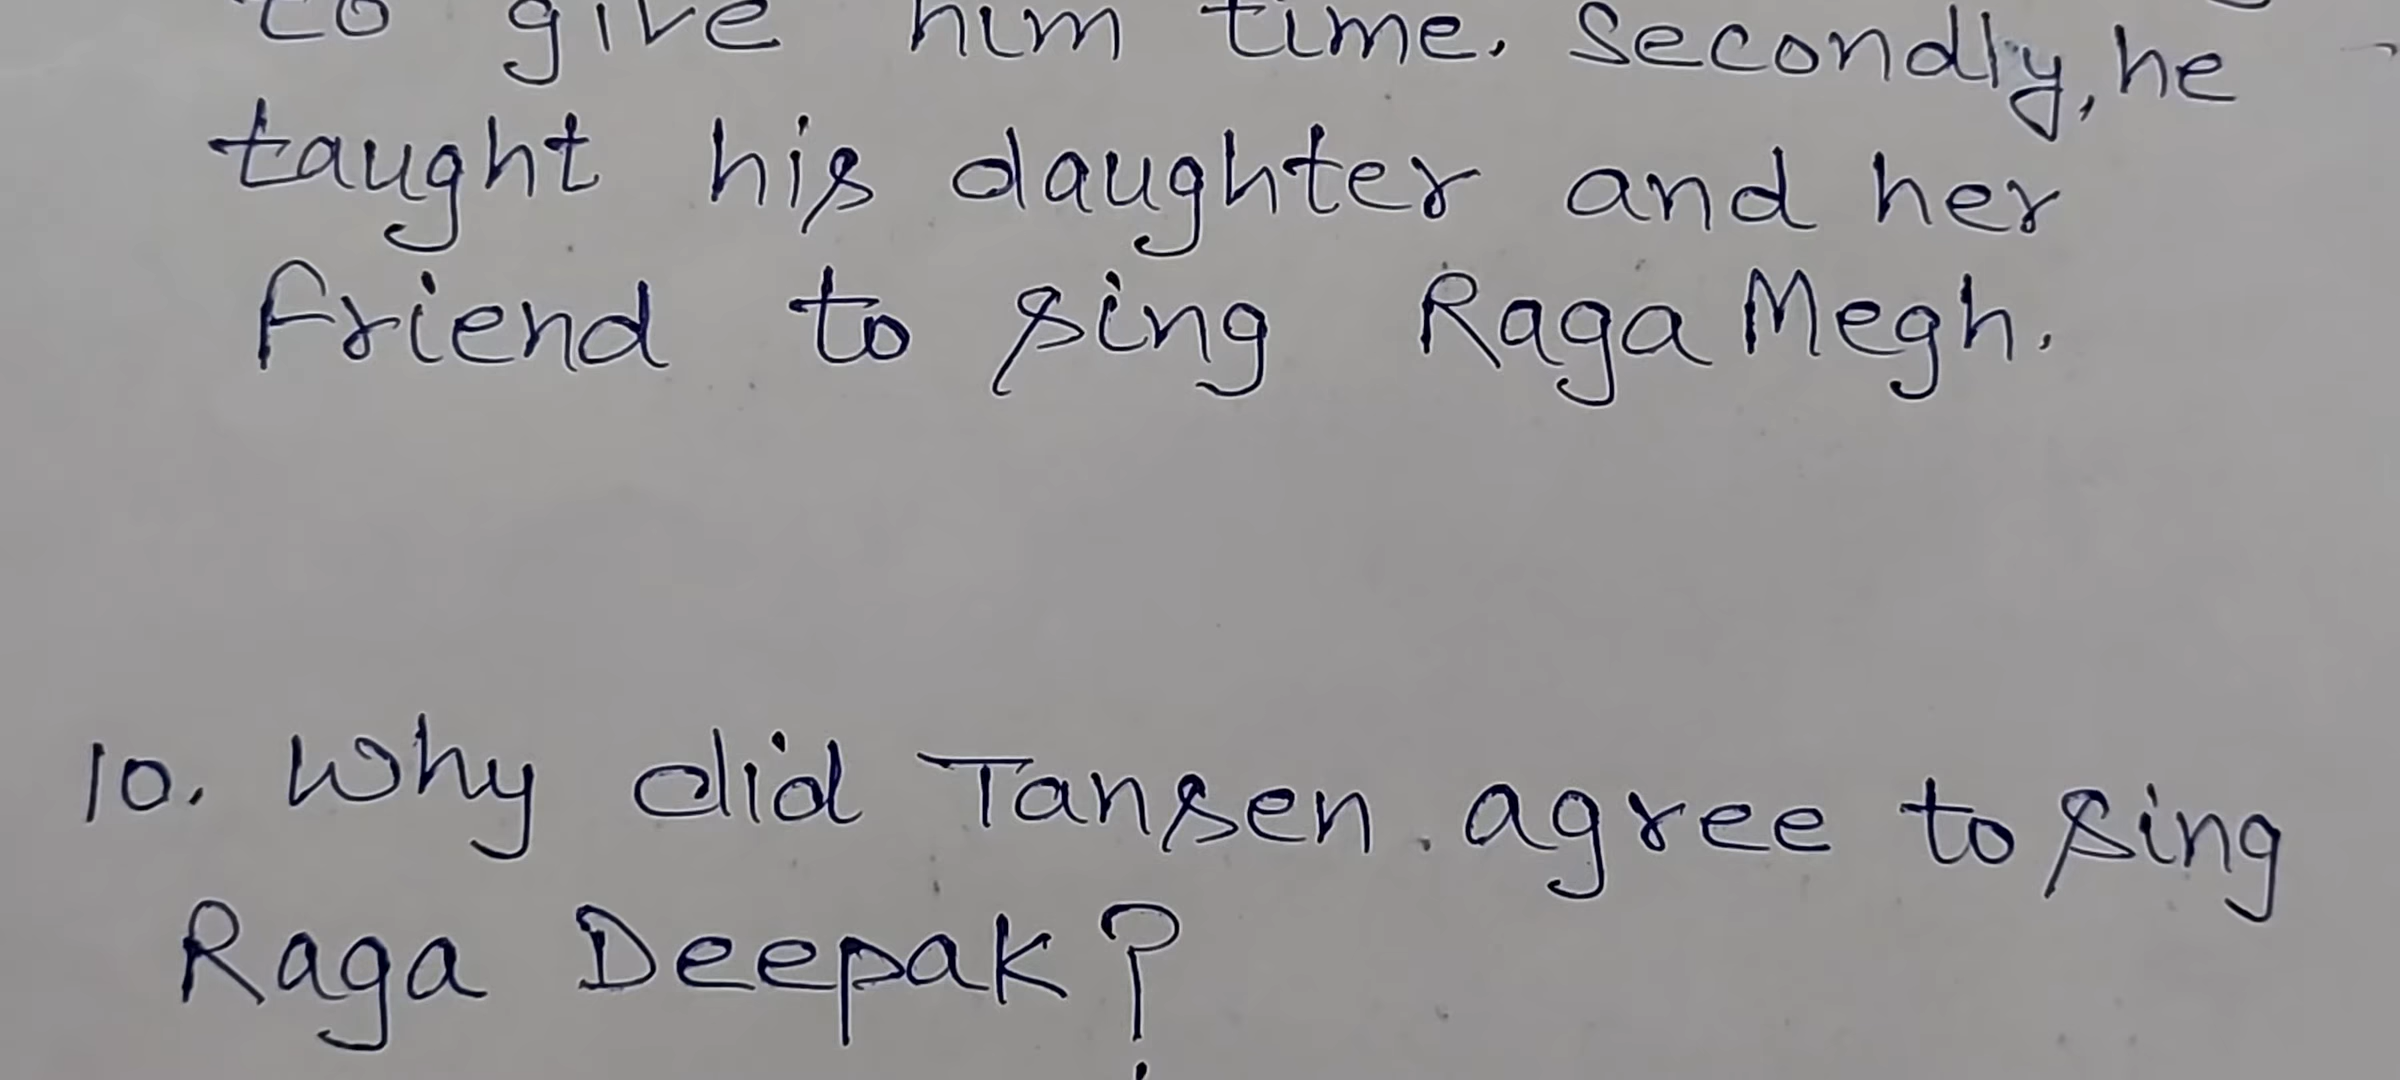 to give him time. Secondly, he
taught his daughter and her
friend to sing Raga Megh.
10. Why did Tansen agree to sing
Raga Deepak?